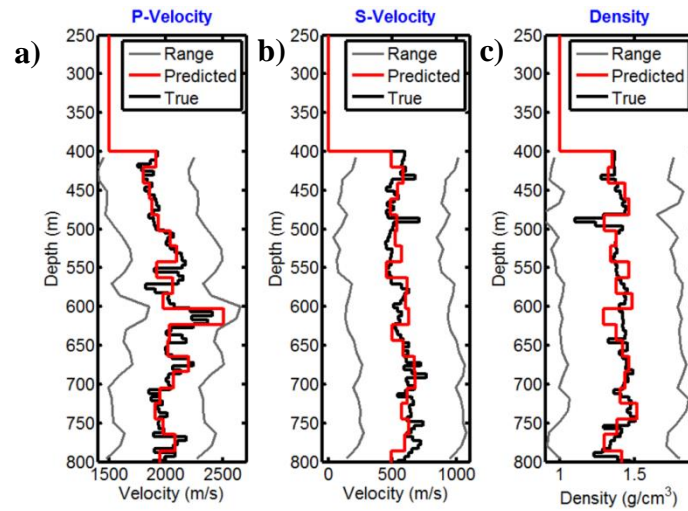 P-Velocity
S-Velocity
Density
a)
b)
c)
Range
Predicted
True
Range
Predicted
True
Range
Predicted
True
250
300
350
400
450
500
550
600
650
700
750
800
Depth (m)
1500 2000 2500
Velocity (m/s)
250
300
350
400
450
500
550
600
650
700
750
800
Depth (m)
0 500 1000
Velocity (m/s)
250
300
350
400
450
500
550
600
650
700
750
800
Depth (m)
1 1.5
Density (g/cm³)